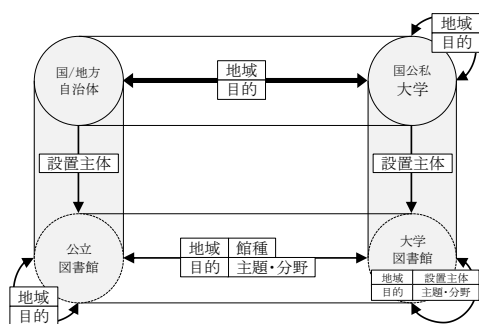 地域
目的
国/地方
自治体
地域
目的
国公私
大学
設置主体
設置主体
公立
図書館
地域 館種
目的 主題・分野
大学
図書館
地域 設置主体
目的 主題・分野
地域
目的